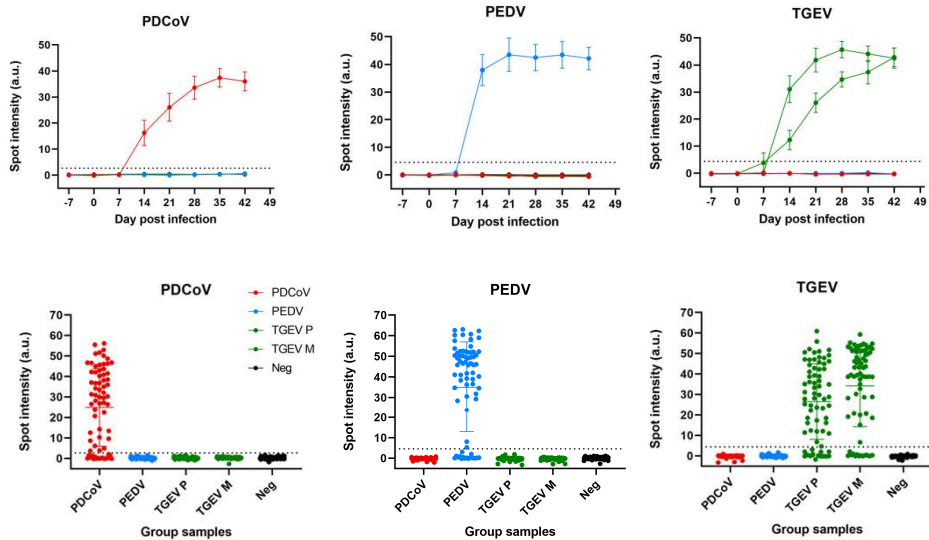 PDCoV
Spot intensity (a.u.)
50
40
30
20
10
0
-7 0 7 14 21 28 35 42 49
Day post infection
PEDV
Spot intensity (a.u.)
50
40
30
20
10
0
-7 0 7 14 21 28 35 42 49
Day post infection
TGEV
Spot intensity (a.u.)
50
40
30
20
10
0
-7 0 7 14 21 28 35 42 49
Day post infection
PDCoV
Spot intensity (a.u.)
70
60
50
40
30
20
10
0
PDCoV PEDV TGEV P TGEV M Neg
Group samples
PDCoV
PEDV
TGEV P
TGEV M
Neg
PEDV
Spot intensity (a.u.)
70
60
50
40
30
20
10
0
PDCoV PEDV TGEV P TGEV M Neg
Group samples
TGEV
Spot intensity (a.u.)
70
60
50
40
30
20
10
0
PDCoV PEDV TGEV P TGEV M Neg
Group samples